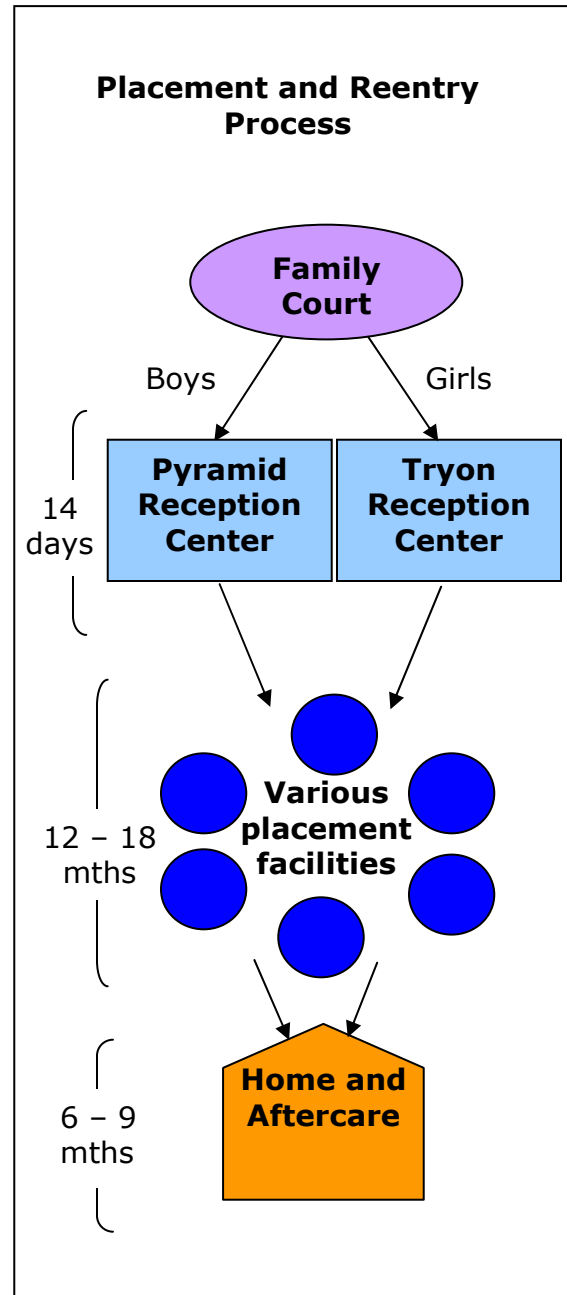 Placement and Reentry
Process
Family
Court
Boys
Girls
14
days
Pyramid
Reception
Center
Tryon
Reception
Center
12 – 18
mths
Various
placement
facilities
6 – 9
mths
Home and
Aftercare